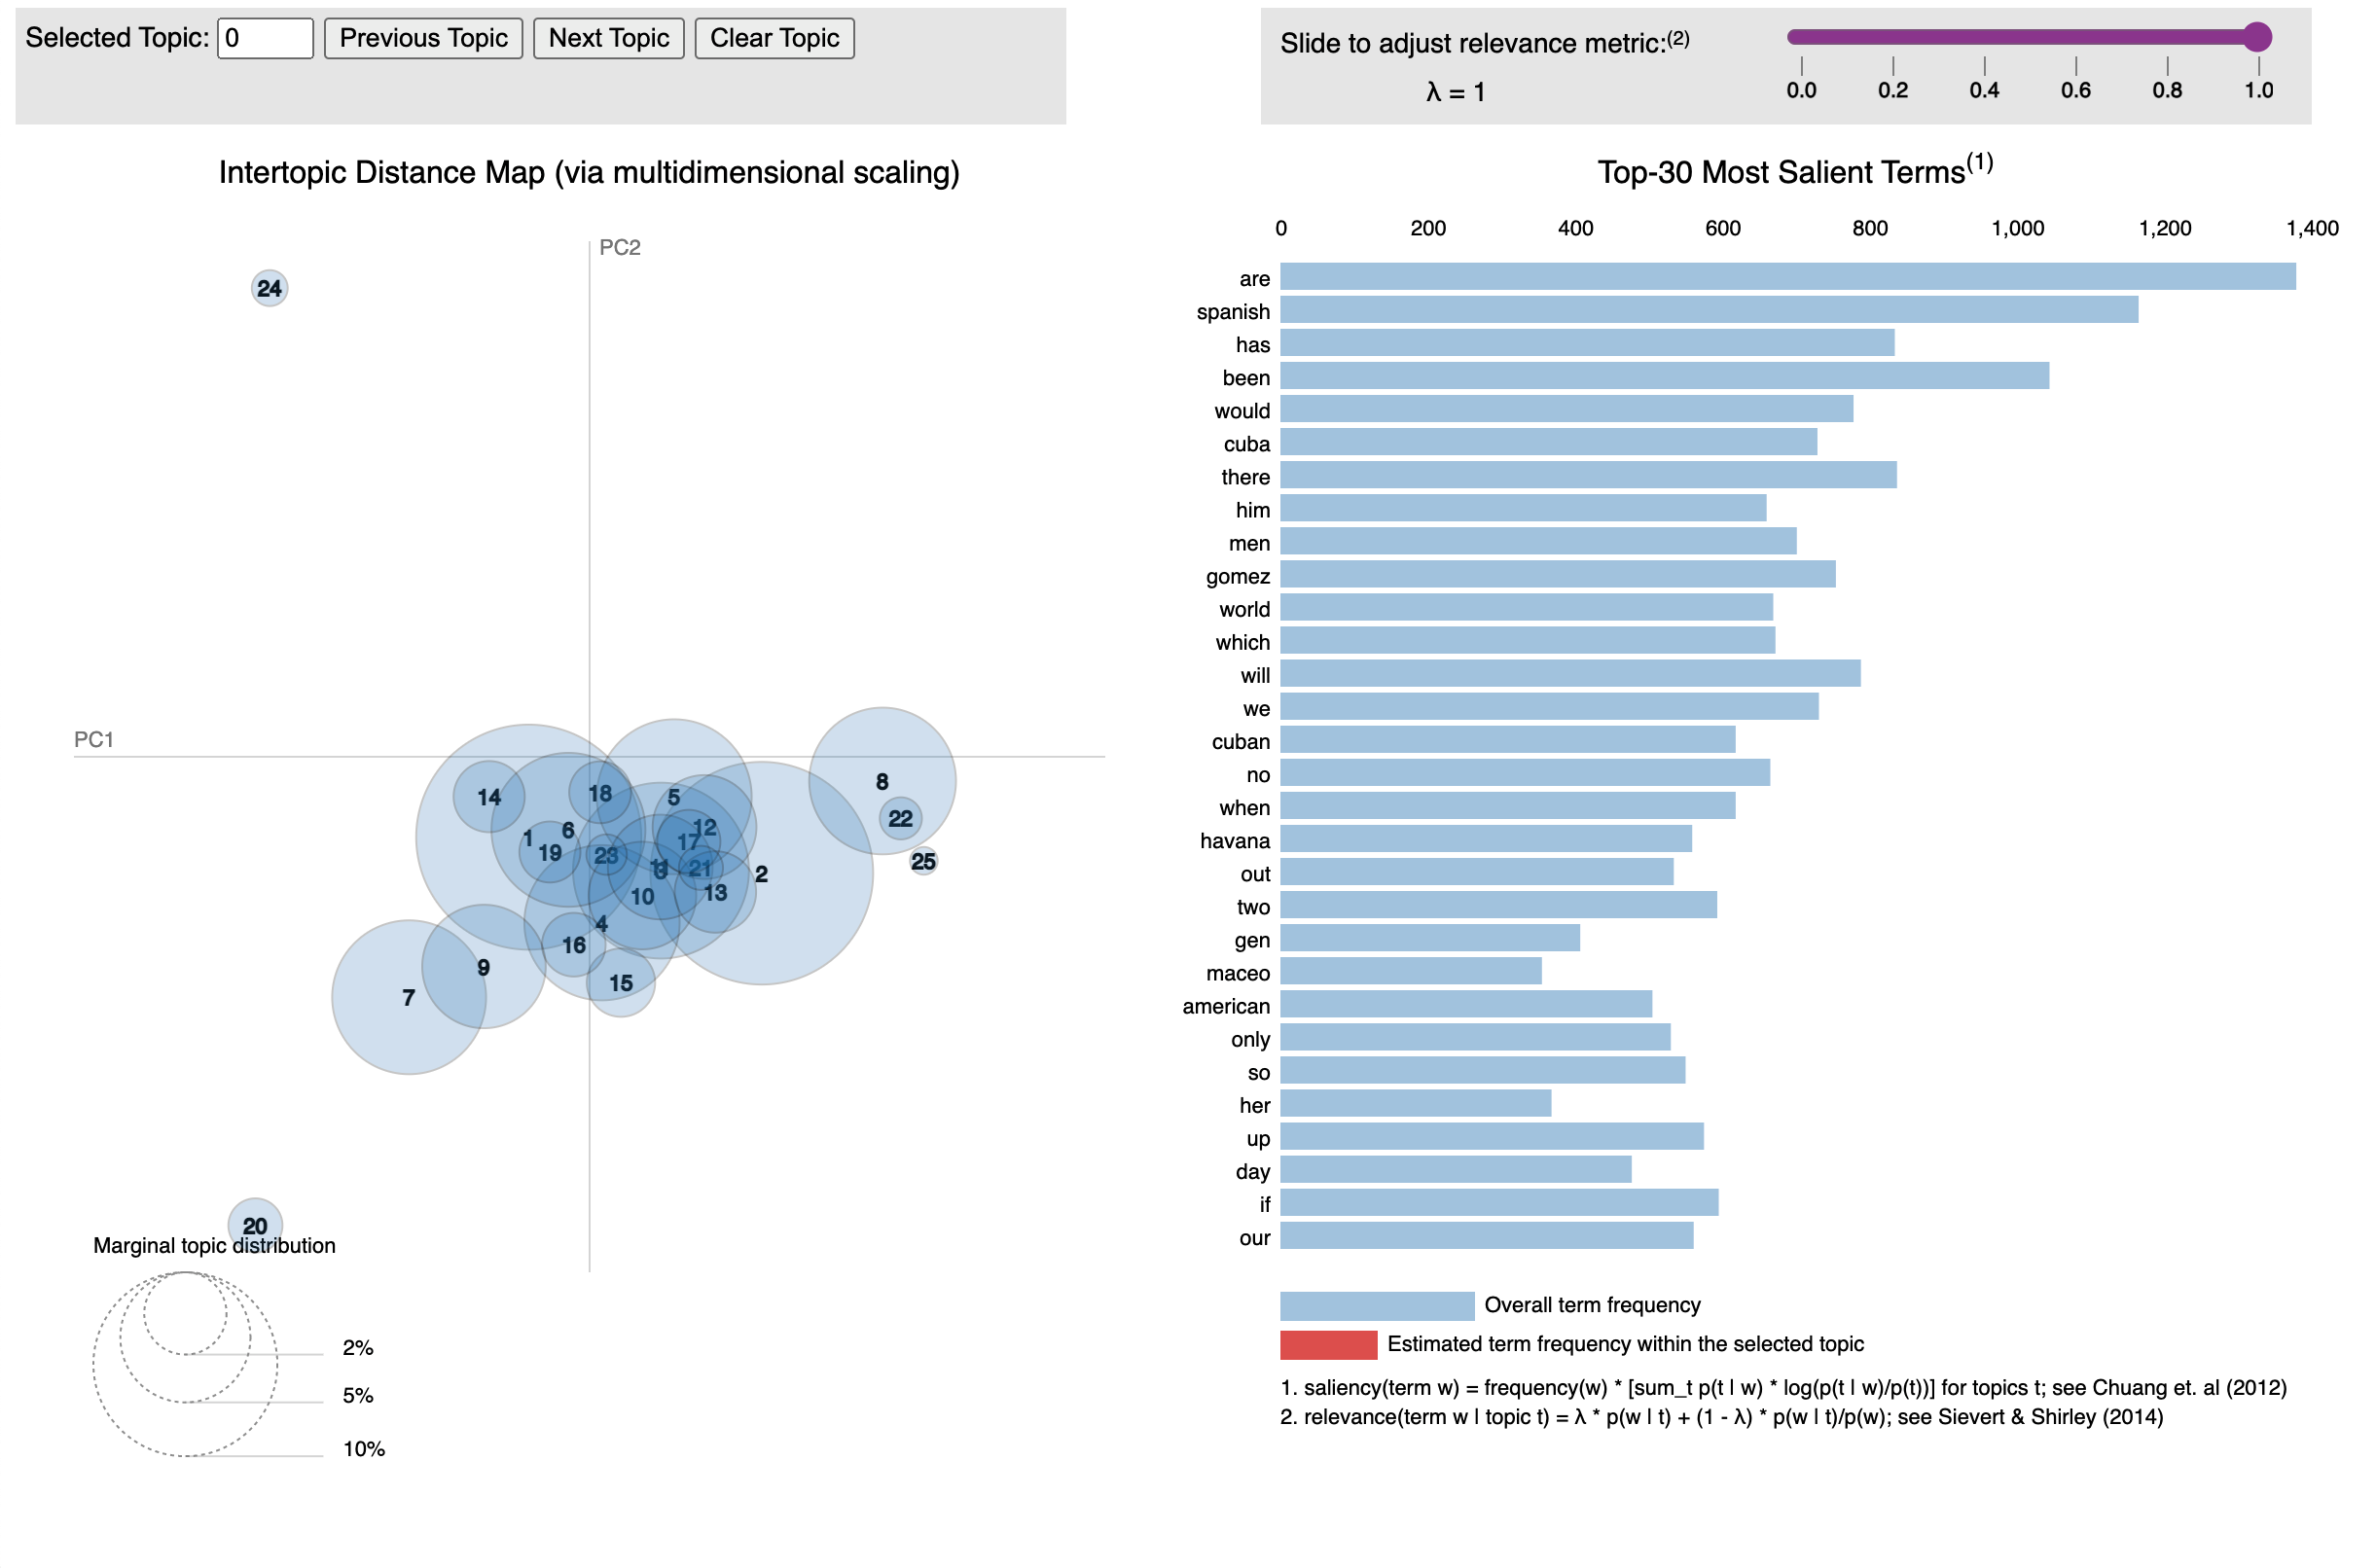 Selected Topic: 0 Previous Topic Next Topic Clear Topic
Slide to adjust relevance metric:(2)
λ = 1
0.0 0.2 0.4 0.6 0.8 1.0
Intertopic Distance Map (via multidimensional scaling)
PC2
PC1
24
14
18
5
8
22
1
6
19
12
17
25
23
11
3
21
2
10
13
4
16
9
15
7
20
Marginal topic distribution
2%
5%
10%
Top-30 Most Salient Terms(1)
0 200 400 600 800 1,000 1,200 1,400
are
spanish
has
been
would
cuba
there
him
men
gomez
world
which
will
we
cuban
no
when
havana
out
two
gen
maceo
american
only
so
her
up
day
if
our
Overall term frequency
Estimated term frequency within the selected topic
1. saliency(term w) = frequency(w) * [sum_t p(t | w) * log(p(t | w)/p(t))] for topics t; see Chuang et. al (2012)
2. relevance(term w | topic t) = λ * p(w | t) + (1 - λ) * p(w | t)/p(w); see Sievert & Shirley (2014)